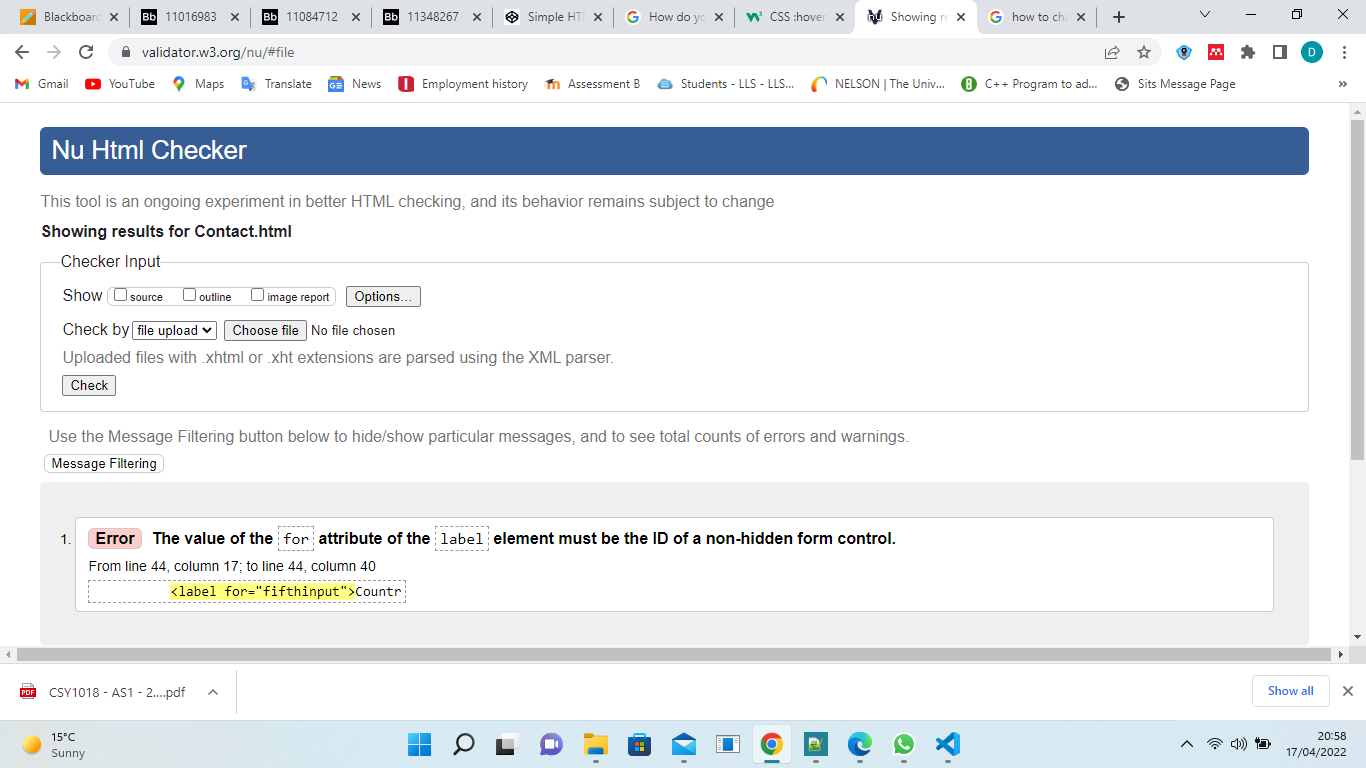 Blackboard
11016983
11084712
11348267
Simple HT
How do yo
CSS :hover
Showing re
how to cha
validator.w3.org/nu/#file
D
Gmail
YouTube
Maps
Translate
News
Employment history
Assessment B
Students - LLS - LLS...
NELSON | The Univ...
C++ Program to ad...
Sits Message Page
»
Nu Html Checker
This tool is an ongoing experiment in better HTML checking, and its behavior remains subject to change
Showing results for Contact.html
Checker Input
Show source outline image report Options...
Check by file upload Choose file No file chosen
Uploaded files with .xhtml or .xht extensions are parsed using the XML parser.
Check
Use the Message Filtering button below to hide/show particular messages, and to see total counts of errors and warnings.
Message Filtering
1. Error The value of the for attribute of the label element must be the ID of a non-hidden form control.
From line 44, column 17; to line 44, column 40
<label for="fifthinput">Countr
PDF CSY1018 - AS1 - 2....pdf
Show all
15°C
Sunny
20:58
17/04/2022